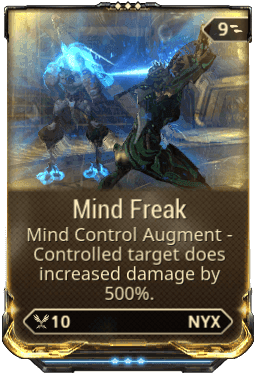 9
Mind Freak
Mind Control Augment -
Controlled target does
increased damage by
500%.
10 NYX